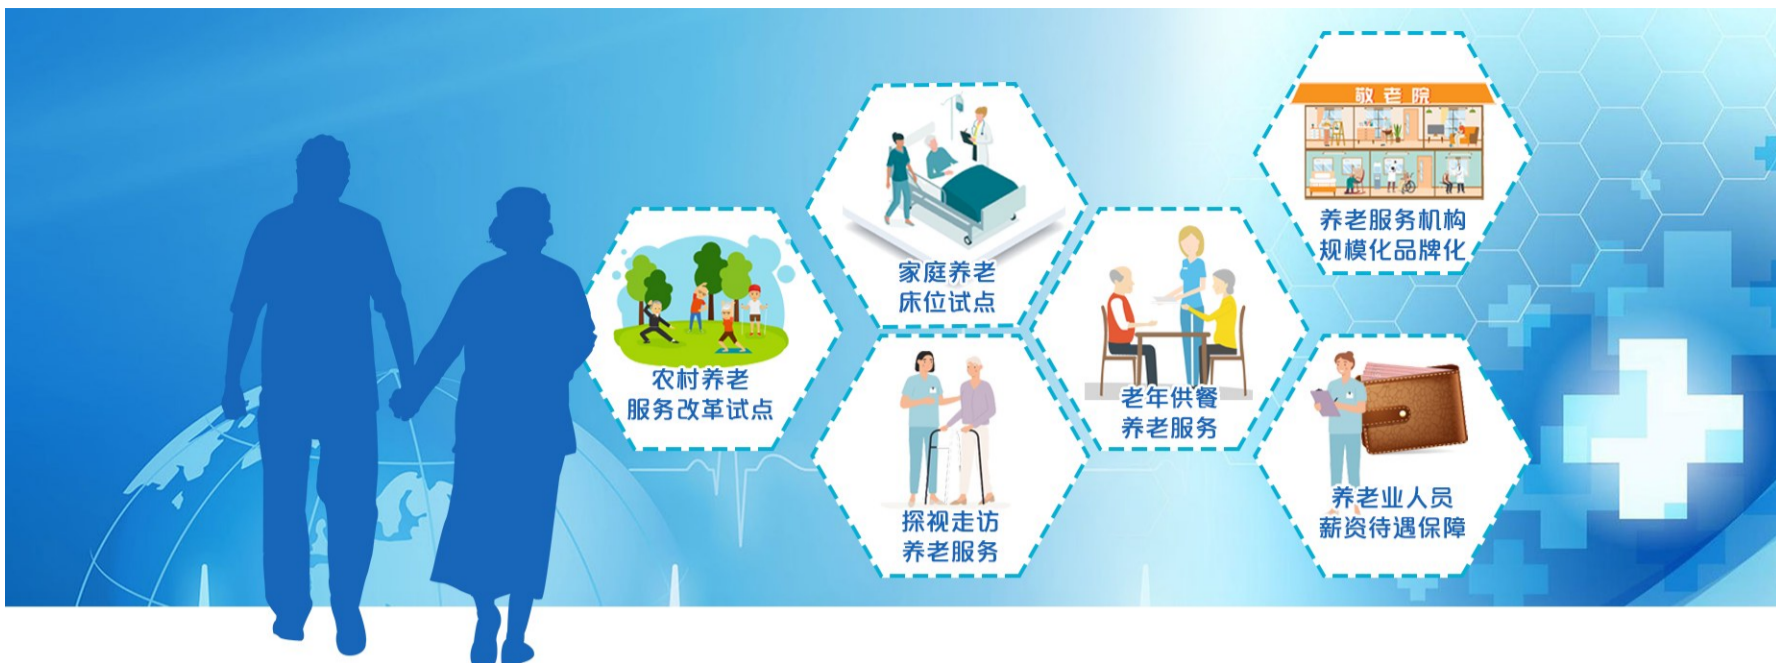 农村养老
服务改革试点
家庭养老
床位试点
探视走访
养老服务
老年供餐
养老服务
敬老院
养老服务机构
规模化品牌化
养老业人员
薪资待遇保障